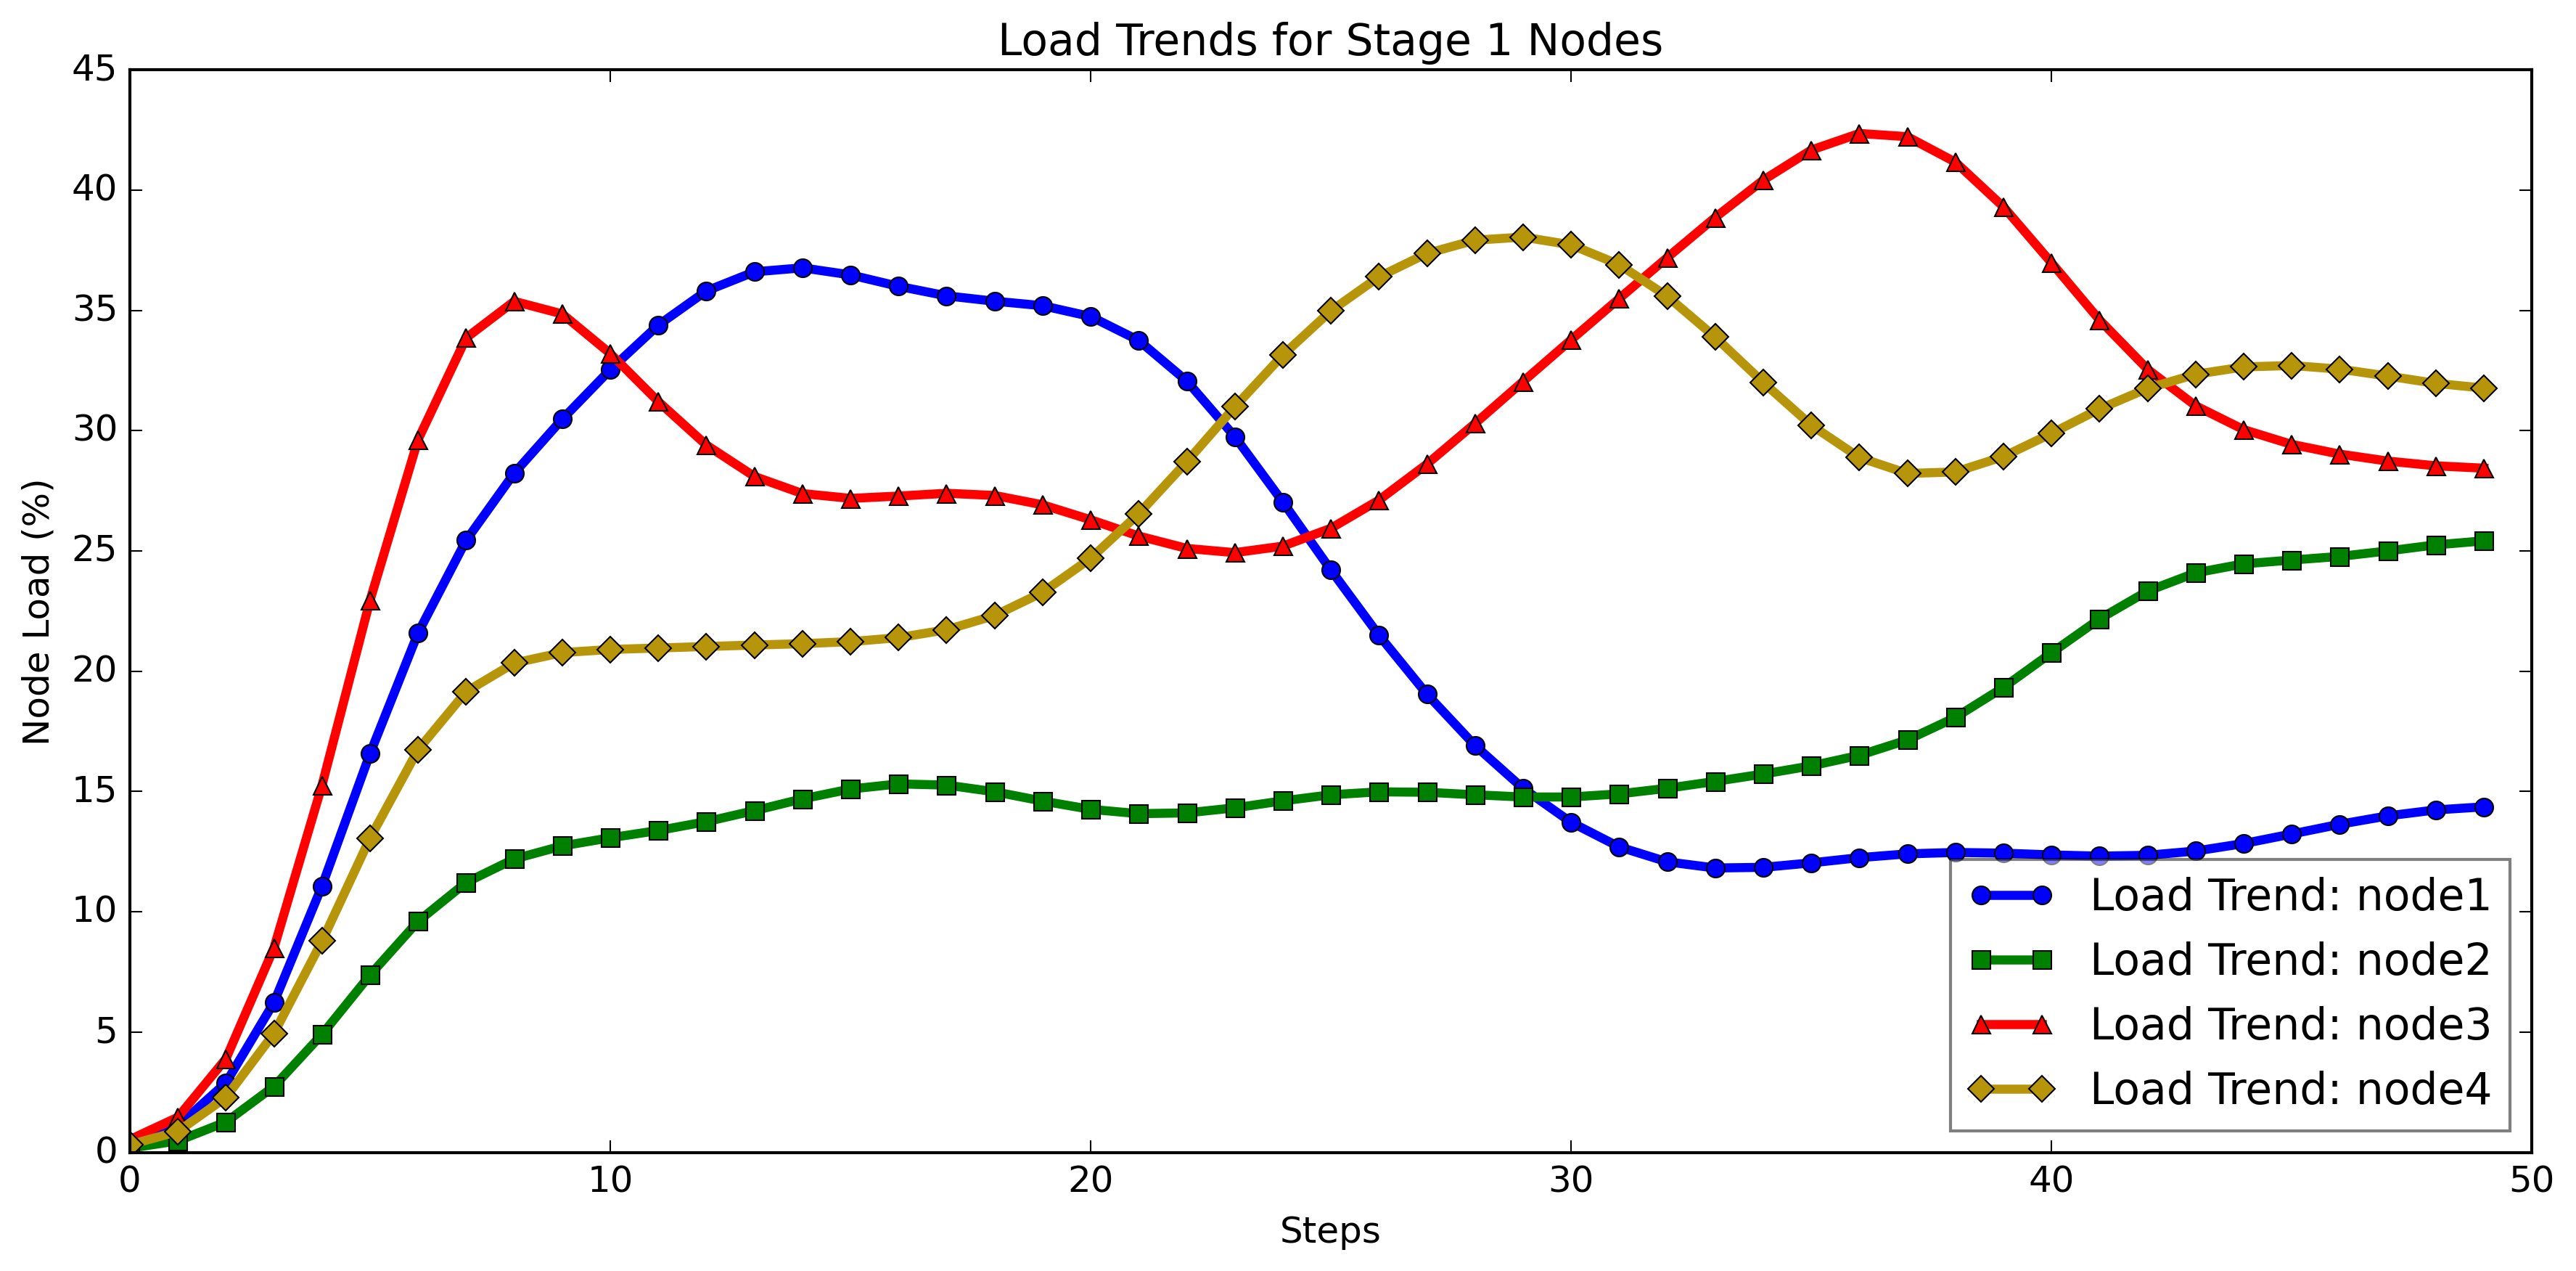 Load Trends for Stage 1 Nodes
45
40
35
30
25
20
15
10
5
0
Node Load (%)
0 10 20 30 40 50
Steps
Load Trend: node1
Load Trend: node2
Load Trend: node3
Load Trend: node4